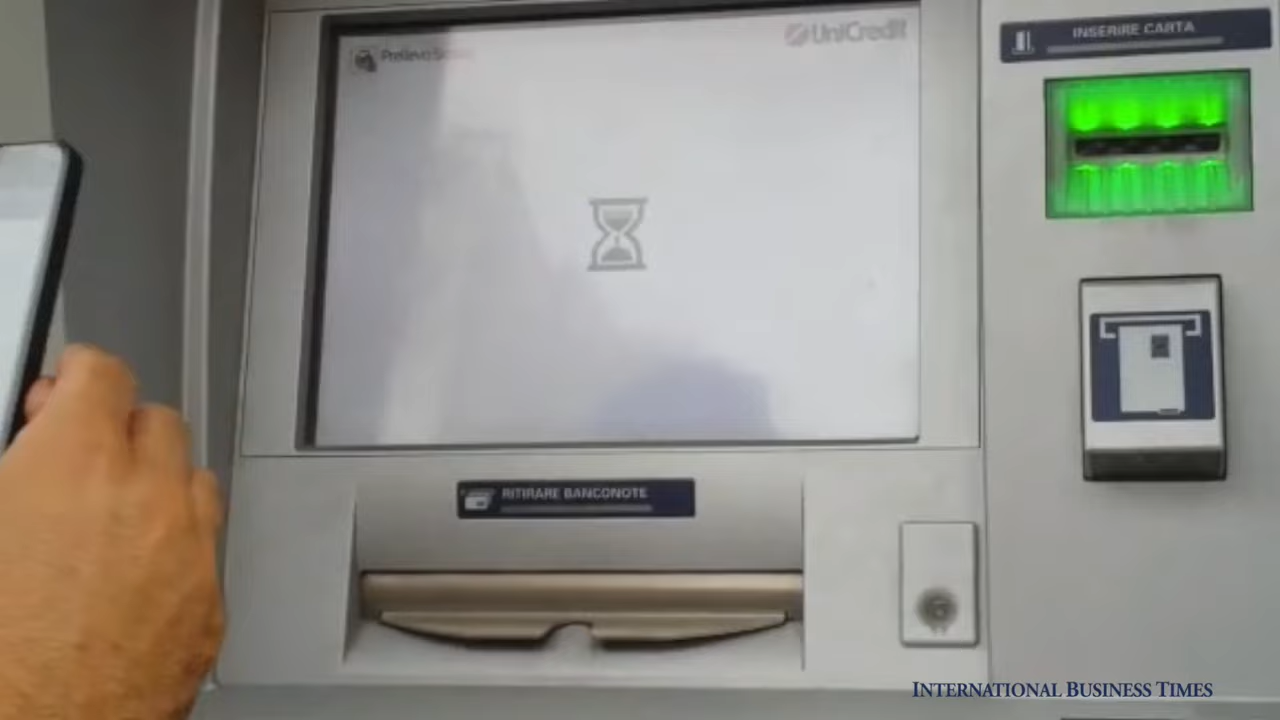 UniCredit
INSERIRE CARTA
RITIRARE BANCONOTE
INTERNATIONAL BUSINESS TIMES